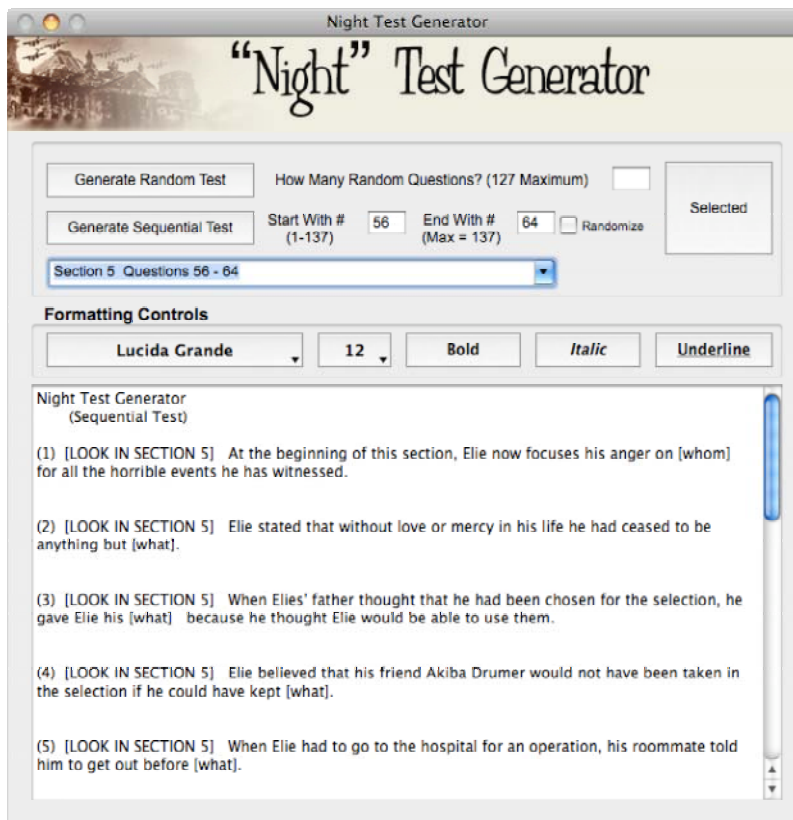 Night Test Generator
“Night” Test Generator
Generate Random Test How Many Random Questions? (127 Maximum)
Selected
Generate Sequential Test Start With # (1-137) 56 End With # (Max = 137) 64 Randomize
Section 5 Questions 56 - 64
Formatting Controls
Lucida Grande 12 Bold Italic Underline
Night Test Generator
(Sequential Test)
(1) [LOOK IN SECTION 5] At the beginning of this section, Elie now focuses his anger on [whom]
for all the horrible events he has witnessed.
(2) [LOOK IN SECTION 5] Elie stated that without love or mercy in his life he had ceased to be
anything but [what].
(3) [LOOK IN SECTION 5] When Elies' father thought that he had been chosen for the selection, he
gave Elie his [what] because he thought Elie would be able to use them.
(4) [LOOK IN SECTION 5] Elie believed that his friend Akiba Drumer would not have been taken in
the selection if he could have kept [what].
(5) [LOOK IN SECTION 5] When Elie had to go to the hospital for an operation, his roommate told
him to get out before [what].